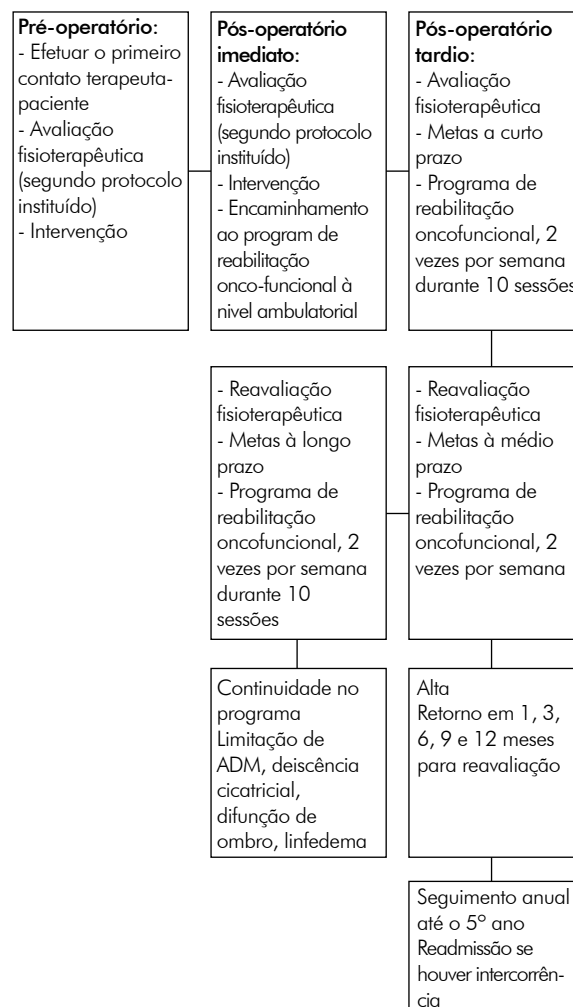 Pré-operatório:
- Efetuar o primeiro
contato terapeuta-
paciente
- Avaliação
fisioterapêutica
(segundo protocolo
instituído)
- Intervenção
Pós-operatório
imediato:
- Avaliação
fisioterapêutica
(segundo protocolo
instituído)
- Intervenção
- Encaminhamento
ao program de
reabilitação
onco-funcional à
nivel ambulatorial
Pós-operatório
tardio:
- Avaliação
fisioterapêutica
- Metas a curto
prazo
- Programa de
reabilitação
oncofuncional, 2
vezes por semana
durante 10 sessões
- Reavaliação
fisioterapêutica
- Metas à médio
prazo
- Programa de
reabilitação
oncofuncional, 2
vezes por semana
- Reavaliação
fisioterapêutica
- Metas à longo
prazo
- Programa de
reabilitação
oncofuncional, 2
vezes por semana
durante 10
sessões
Continuidade no
programa
Limitação de
ADM, deiscência
cicatricial,
difunção de
ombro, linfedema
Alta
Retorno em 1, 3,
6, 9 e 12 meses
para reavaliação
Seguimento anual
até o 5º ano
Readmissão se
houver intercorrên-
cia